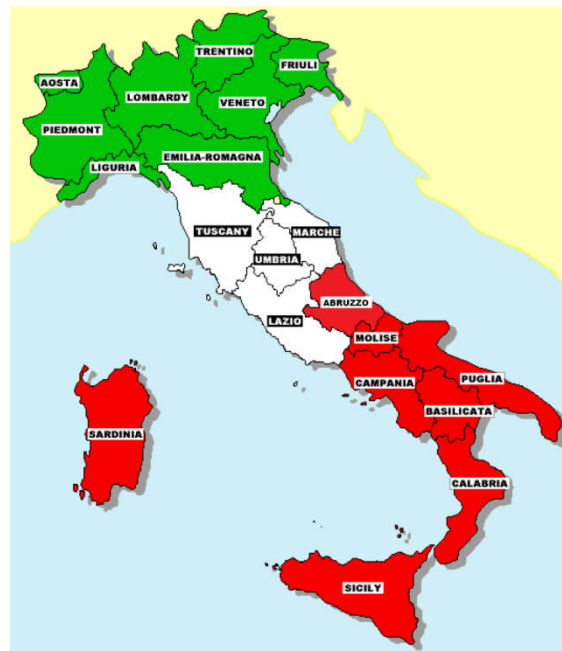 TRENTINO
FRIULI
AOSTA
LOMBARDY
VENETO
PIEDMONT
EMILIA-ROMAGNA
LIGURIA
TUSCANY
MARCHE
UMBRIA
ABRUZZO
LAZIO
MOLISE
PUGLIA
CAMPANIA
BASILICATA
SARDINIA
CALABRIA
SICILY